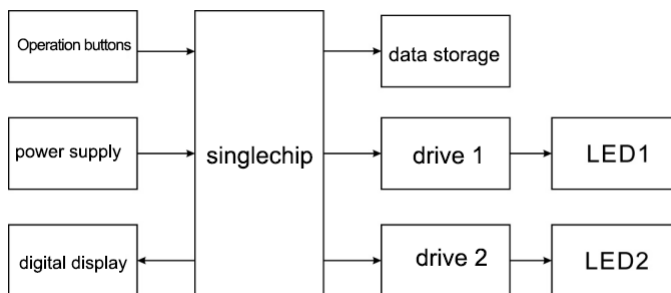 Operation buttons
data storage
power supply
singlechip
drive 1
LED1
digital display
drive 2
LED2